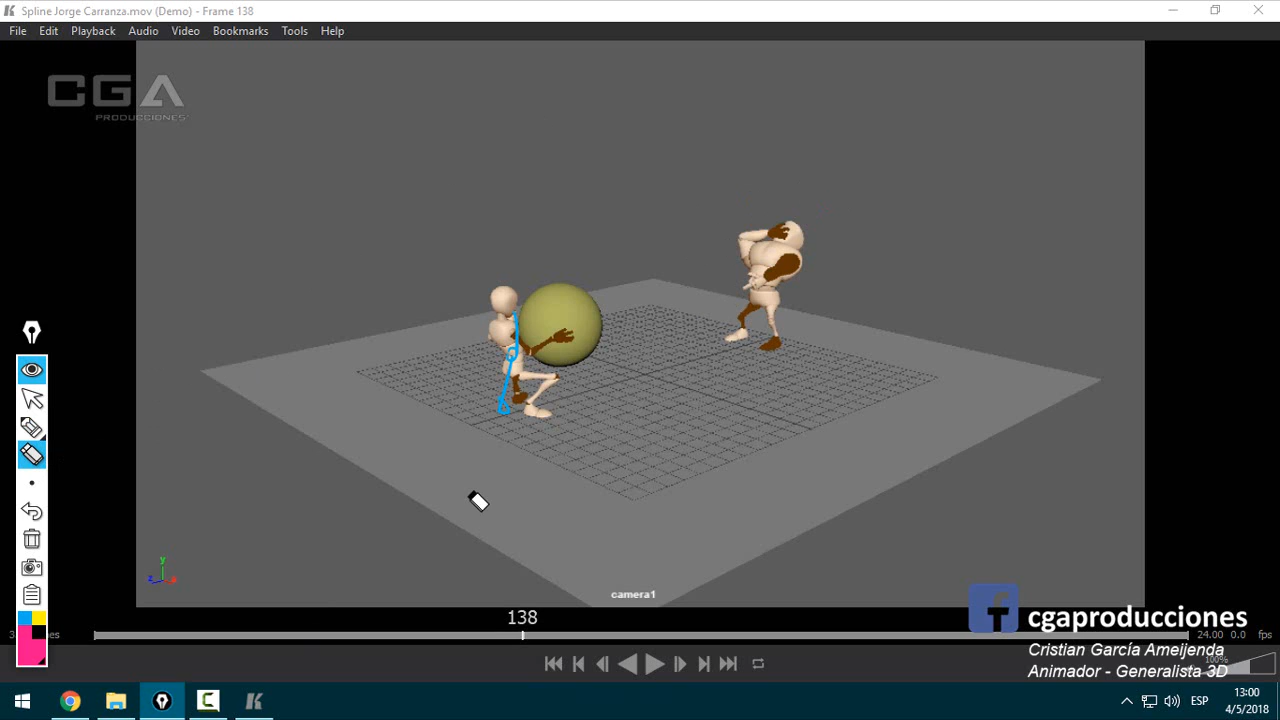 Spline Jorge Carranza.mov (Demo) - Frame 138
File Edit Playback Audio Video Bookmarks Tools Help
CGA
PRODUCCIONES
y
z x
camera1
138
cgaproducciones
24.00 0.0 fps
Cristian García Ameijenda
100%
Animador - Generalista 3D
ESP
13:00
4/5/2018